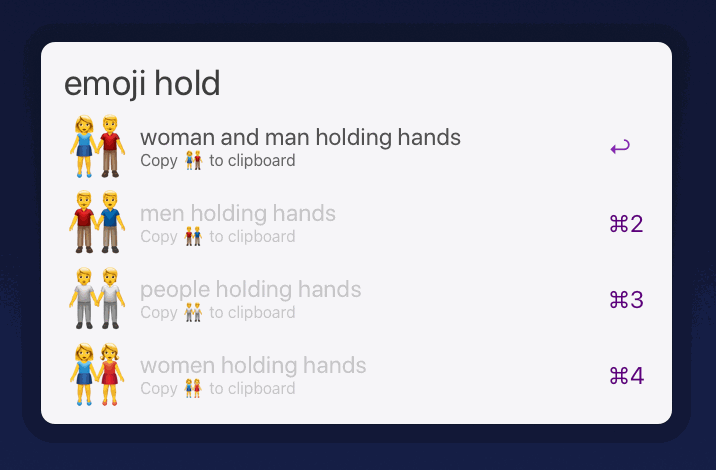 emoji hold
woman and man holding hands
Copy 👫 to clipboard
↩
men holding hands
Copy 👬 to clipboard
⌘2
people holding hands
Copy 🧑‍🤝‍🧑 to clipboard
⌘3
women holding hands
Copy 👭 to clipboard
⌘4